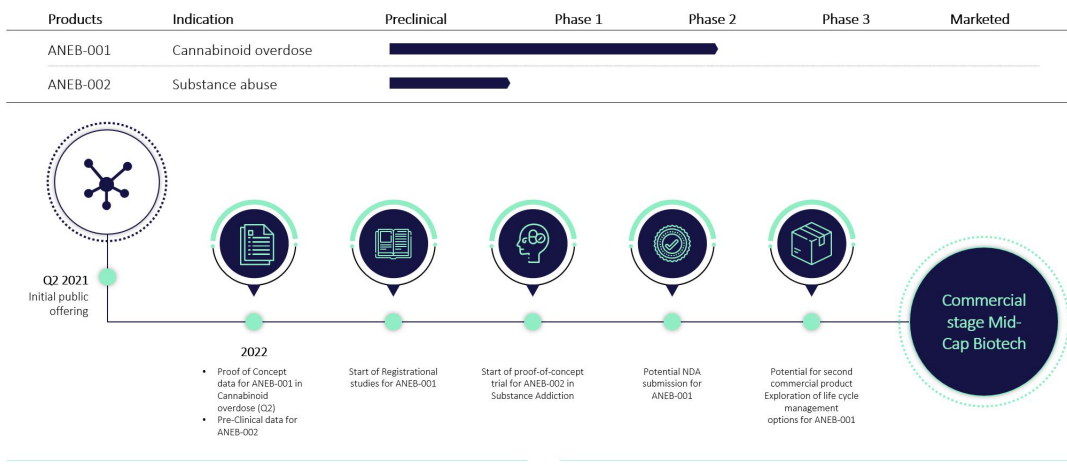 Products Indication Preclinical Phase 1 Phase 2 Phase 3 Marketed
ANEB-001 Cannabinoid overdose
ANEB-002 Substance abuse
Q2 2021
Initial public
offering
2022
• Proof of Concept
data for ANEB-001 in
Cannabinoid
overdose (Q2)
• Pre-Clinical data for
ANEB-002
Start of Registrational
studies for ANEB-001
Start of proof-of-concept
trial for ANEB-002 in
Substance Addiction
Potential NDA
submission for
ANEB-001
Potential for second
commercial product
Exploration of life cycle
management
options for ANEB-001
Commercial
stage Mid-
Cap Biotech